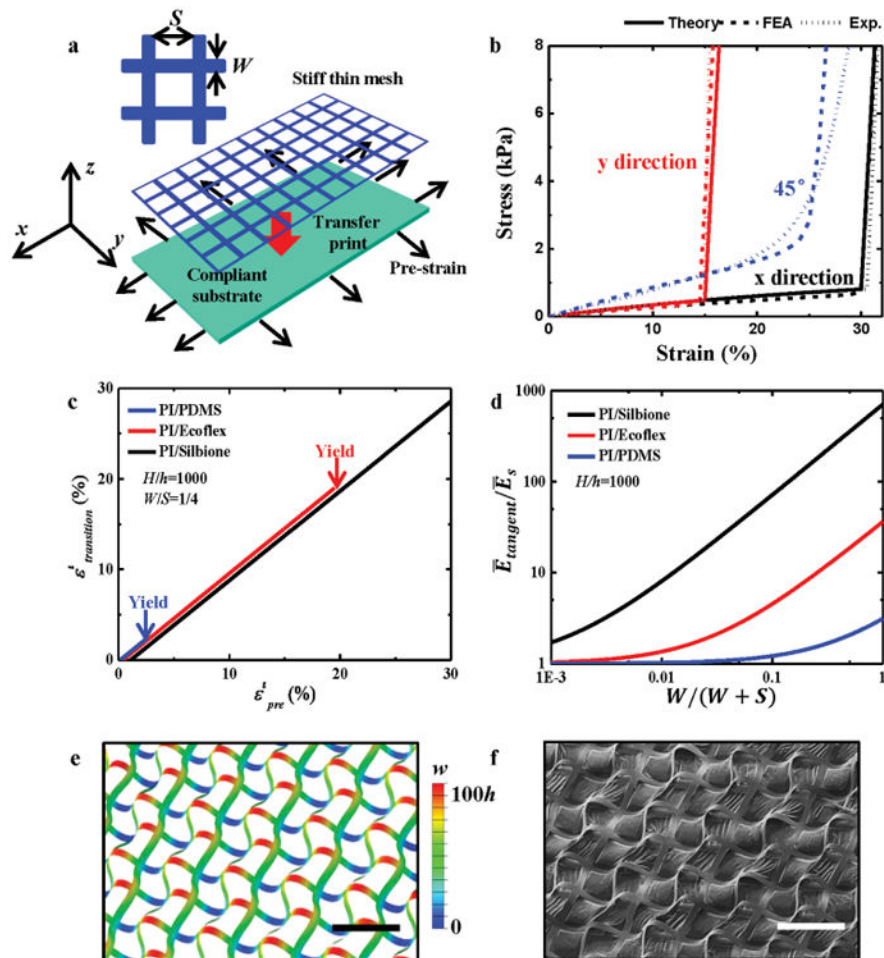 a
S
W
Stiff thin mesh
z
x
y
Transfer
print
Compliant
substrate
Pre-strain
b
Theory FEA Exp.
8
6
4
2
0
Stress (kPa)
y direction
45°
x direction
0 10 20 30
Strain (%)
c
30
20
10
0
ε^t_transition (%)
PI/PDMS
PI/Ecoflex
PI/Silbione
H/h=1000
W/S=1/4
Yield
Yield
0 10 20 30
ε^t_pre (%)
d
1000
100
10
1
E̅_tangent/E̅_s
PI/Silbione
PI/Ecoflex
PI/PDMS
H/h=1000
1E-3 0.01 0.1 1
W/(W + S)
e
w
100h
0
f